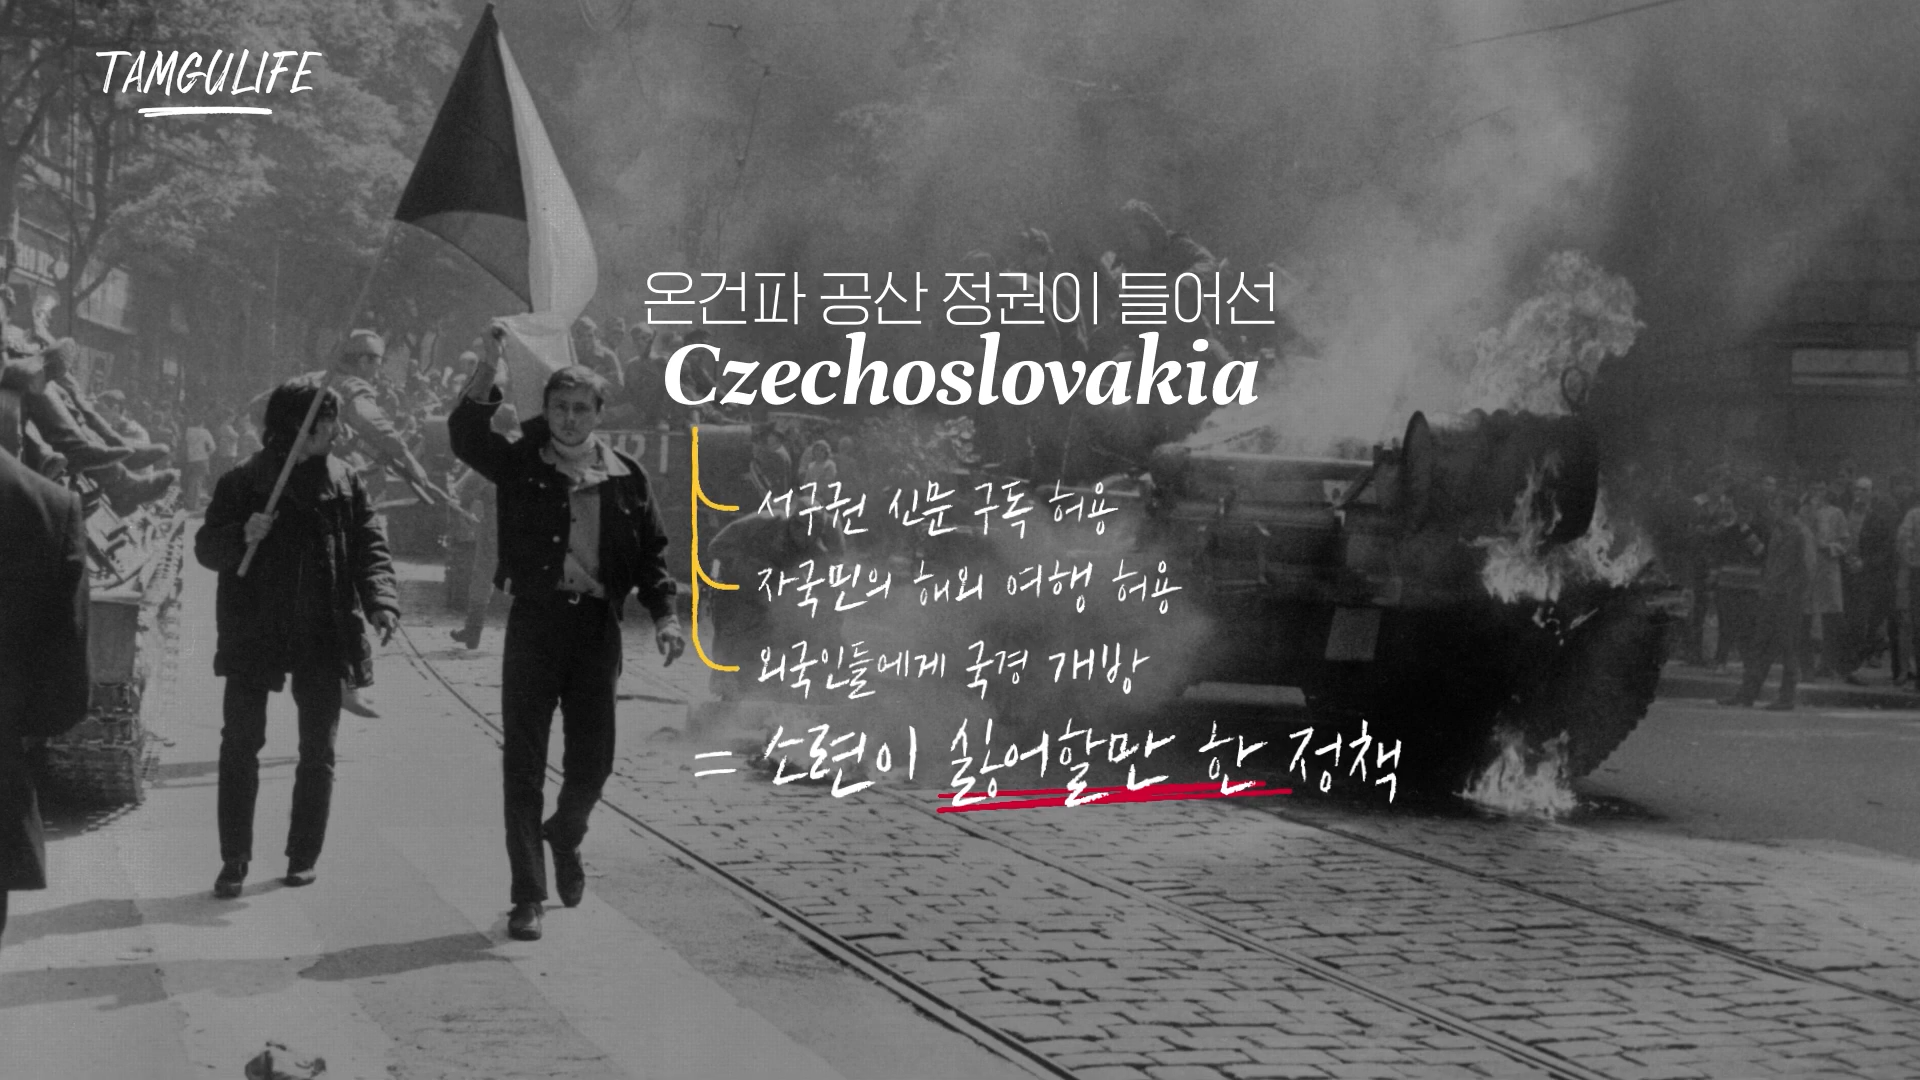 TAMGULIFE
온건파 공산 정권이 들어선
Czechoslovakia
서구권 신문 구독 허용
자국민의 해외 여행 허용
외국인들에게 국경 개방
= 소련이 싫어할만 한 정책